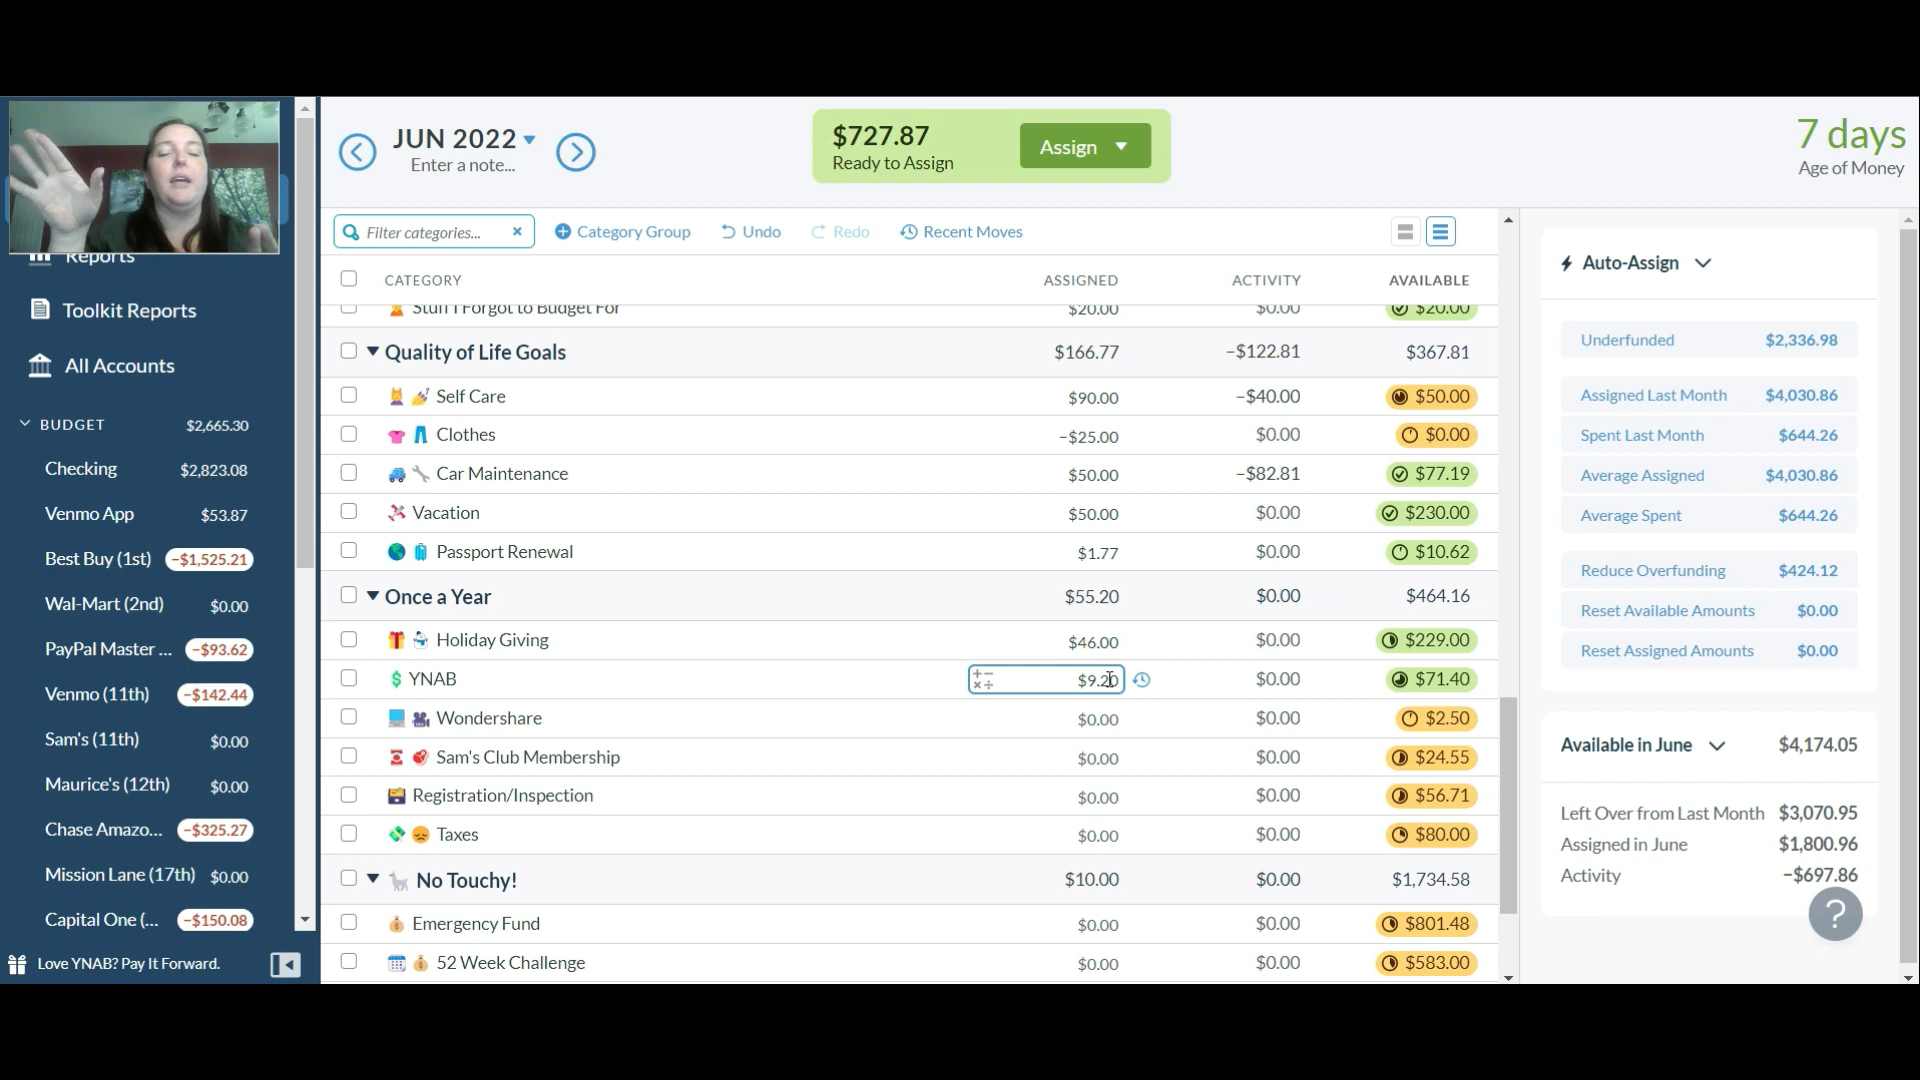 JUN 2022
Enter a note...
$727.87
Ready to Assign
Assign
7 days
Age of Money
Reports
Toolkit Reports
All Accounts
BUDGET $2,665.30
Checking $2,823.08
Venmo App $53.87
Best Buy (1st) −$1,525.21
Wal-Mart (2nd) $0.00
PayPal Master ... −$93.62
Venmo (11th) −$142.44
Sam's (11th) $0.00
Maurice's (12th) $0.00
Chase Amazo... −$325.27
Mission Lane (17th) $0.00
Capital One (... −$150.08
Love YNAB? Pay It Forward.
Filter categories...
Category Group
Undo
Redo
Recent Moves
CATEGORY ASSIGNED ACTIVITY AVAILABLE
Stuff I Forgot to Budget For $20.00 $0.00 $20.00
Quality of Life Goals $166.77 −$122.81 $367.81
Self Care $90.00 −$40.00 $50.00
Clothes −$25.00 $0.00 $0.00
Car Maintenance $50.00 −$82.81 $77.19
Vacation $50.00 $0.00 $230.00
Passport Renewal $1.77 $0.00 $10.62
Once a Year $55.20 $0.00 $464.16
Holiday Giving $46.00 $0.00 $229.00
YNAB $9.20 $0.00 $71.40
Wondershare $0.00 $0.00 $2.50
Sam's Club Membership $0.00 $0.00 $24.55
Registration/Inspection $0.00 $0.00 $56.71
Taxes $0.00 $0.00 $80.00
No Touchy! $10.00 $0.00 $1,734.58
Emergency Fund $0.00 $0.00 $801.48
52 Week Challenge $0.00 $0.00 $583.00
Auto-Assign
Underfunded $2,336.98
Assigned Last Month $4,030.86
Spent Last Month $644.26
Average Assigned $4,030.86
Average Spent $644.26
Reduce Overfunding $424.12
Reset Available Amounts $0.00
Reset Assigned Amounts $0.00
Available in June $4,174.05
Left Over from Last Month $3,070.95
Assigned in June $1,800.96
Activity −$697.86
?